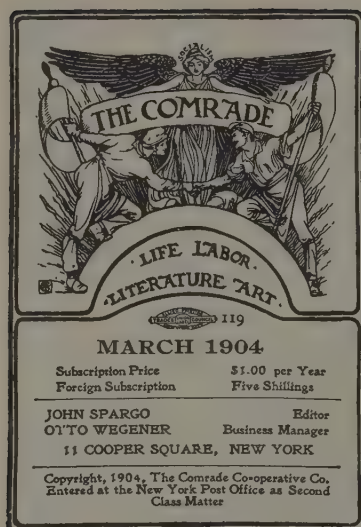 SOCIALISM
THE COMRADE
· LIFE LABOR ·
· LITERATURE ART ·
119
MARCH 1904
Subscription Price $1.00 per Year
Foreign Subscription Five Shillings
JOHN SPARGO Editor
OTTO WEGENER Business Manager
11 COOPER SQUARE, NEW YORK
Copyright, 1904, The Comrade Co-operative Co.
Entered at the New York Post Office as Second
Class Matter